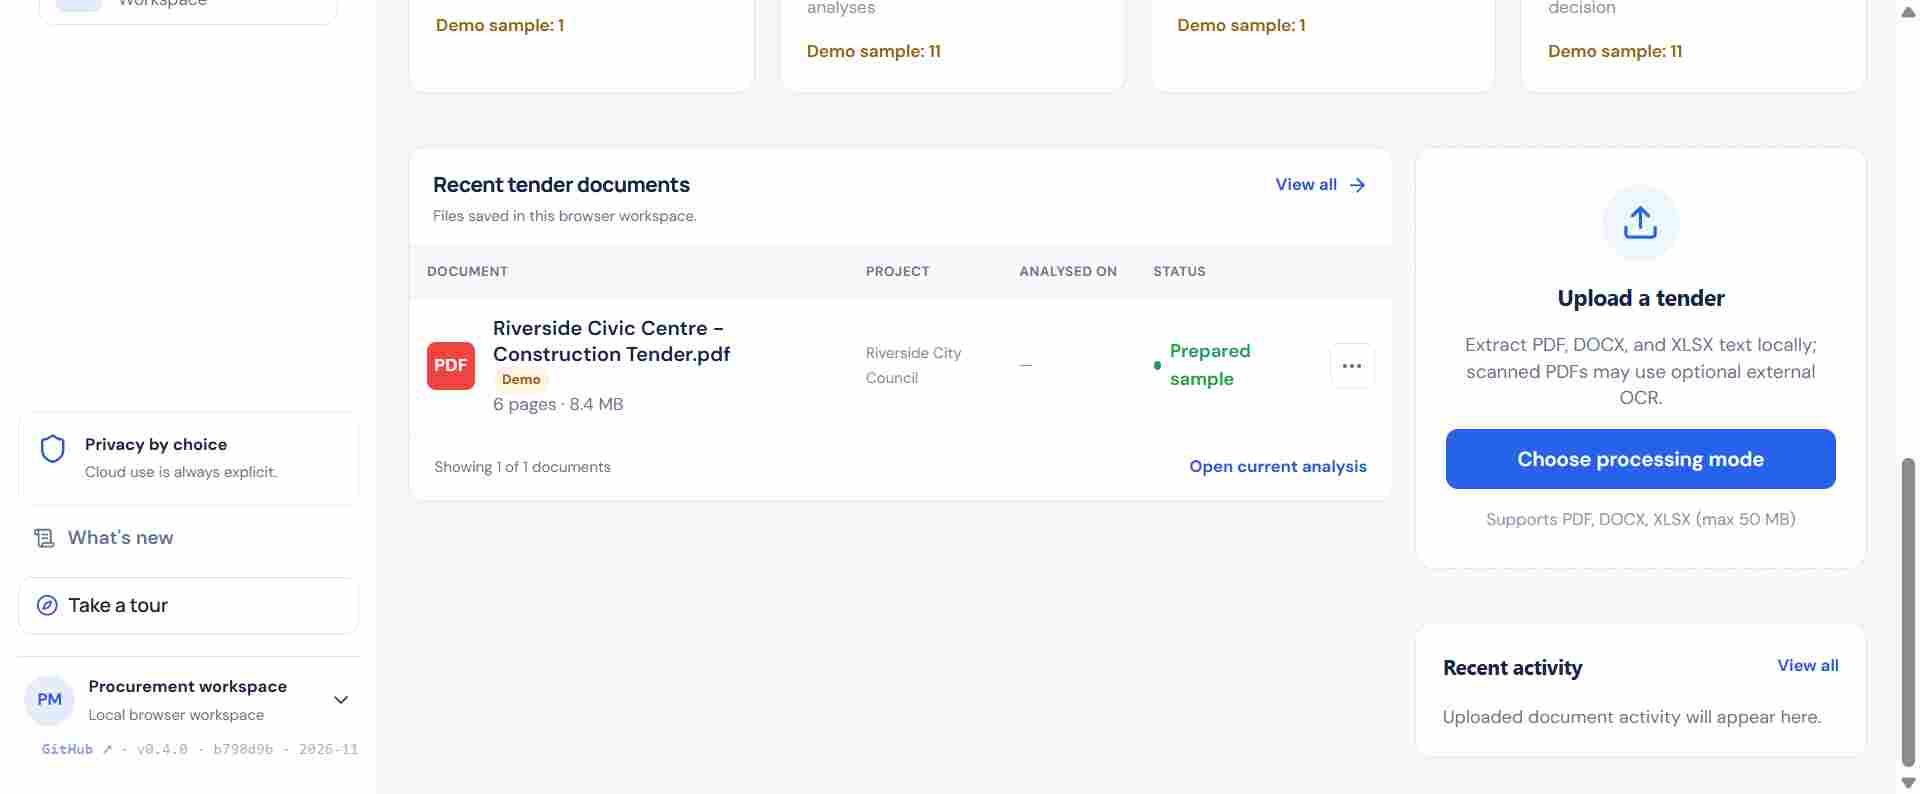 Workspace
Demo sample: 1
analyses
Demo sample: 11
Demo sample: 1
decision
Demo sample: 11
Privacy by choice
Cloud use is always explicit.
What's new
Take a tour
PM
Procurement workspace
Local browser workspace
GitHub ↗ · v0.4.0 · b798d9b · 2026-11
Recent tender documents
View all →
Files saved in this browser workspace.
DOCUMENT PROJECT ANALYSED ON STATUS
PDF
Riverside Civic Centre –
Construction Tender.pdf
Demo
6 pages · 8.4 MB
Riverside City
Council
—
Prepared
sample
Showing 1 of 1 documents
Open current analysis
Upload a tender
Extract PDF, DOCX, and XLSX text locally;
scanned PDFs may use optional external
OCR.
Choose processing mode
Supports PDF, DOCX, XLSX (max 50 MB)
Recent activity
View all
Uploaded document activity will appear here.